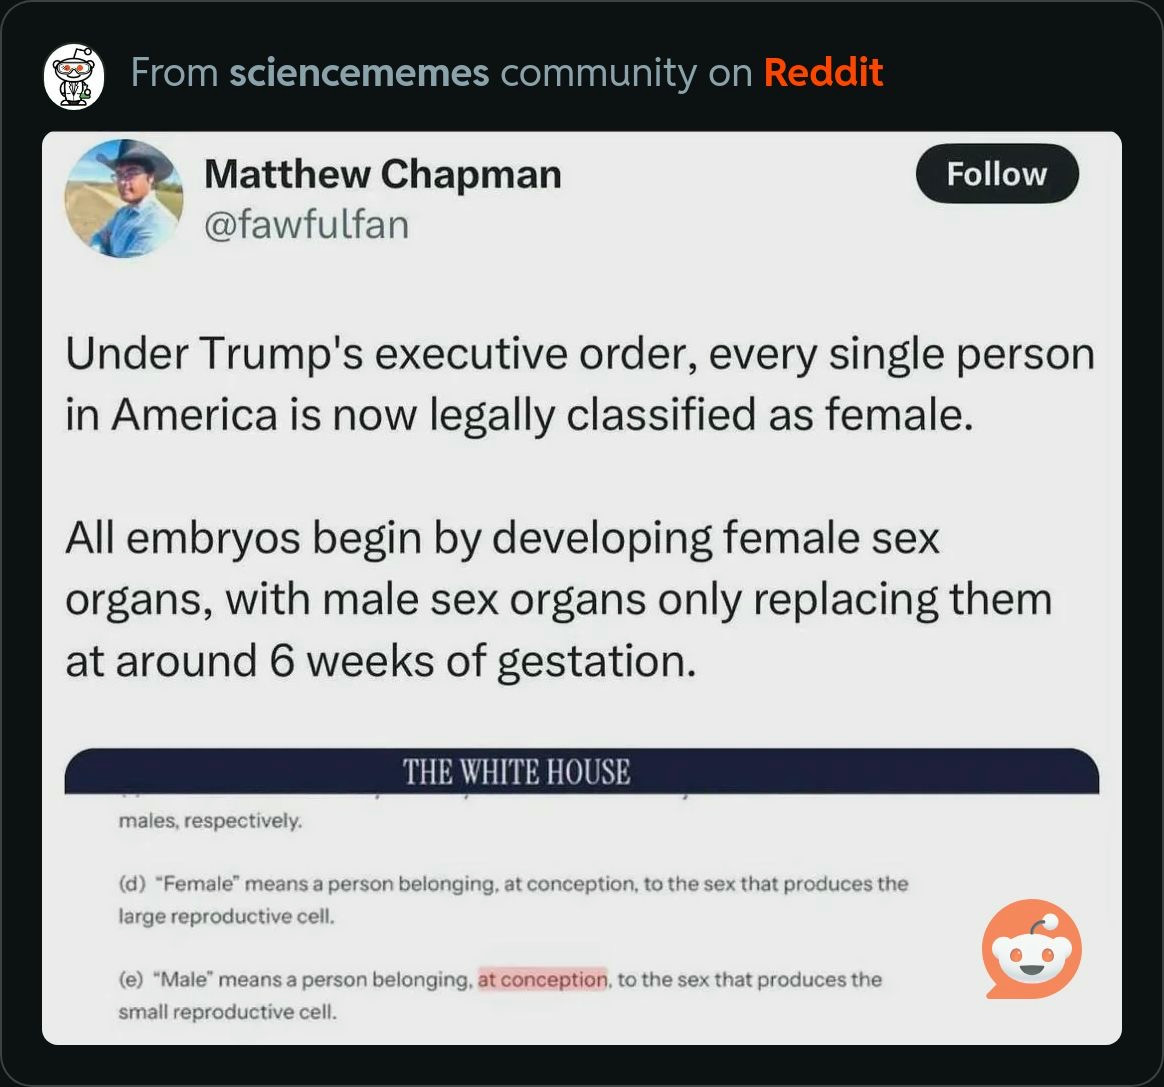 From sciencememes community on Reddit
Matthew Chapman
Follow
@fawfulfan
Under Trump's executive order, every single person
in America is now legally classified as female.
All embryos begin by developing female sex
organs, with male sex organs only replacing them
at around 6 weeks of gestation.
THE WHITE HOUSE
males, respectively.
(d) “Female” means a person belonging, at conception, to the sex that produces the
large reproductive cell.
(e) “Male” means a person belonging, at conception, to the sex that produces the
small reproductive cell.